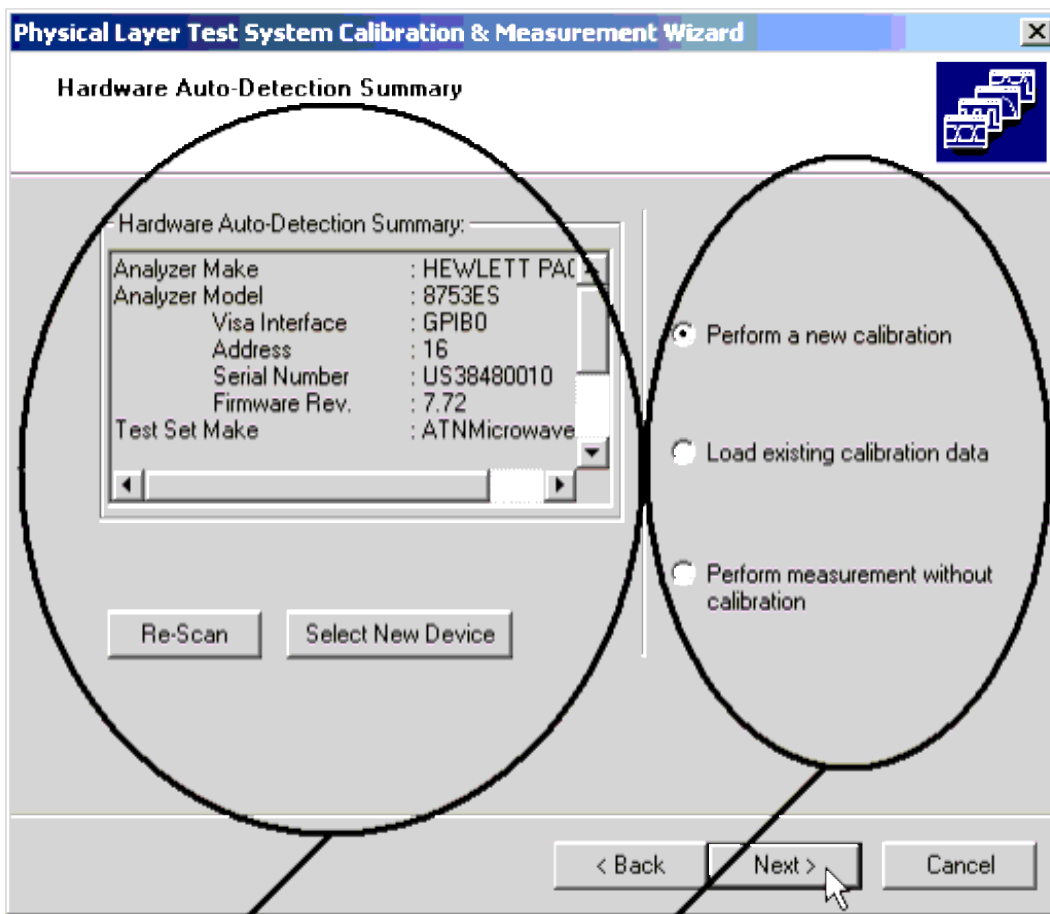 Physical Layer Test System Calibration & Measurement Wizard
Hardware Auto-Detection Summary
Hardware Auto-Detection Summary:
Analyzer Make : HEWLETT PAC
Analyzer Model : 8753ES
Visa Interface : GPIB0
Address : 16
Serial Number : US38480010
Firmware Rev. : 7.72
Test Set Make : ATNMicrowave
Re-Scan
Select New Device
Perform a new calibration
Load existing calibration data
Perform measurement without
calibration
< Back
Next >
Cancel